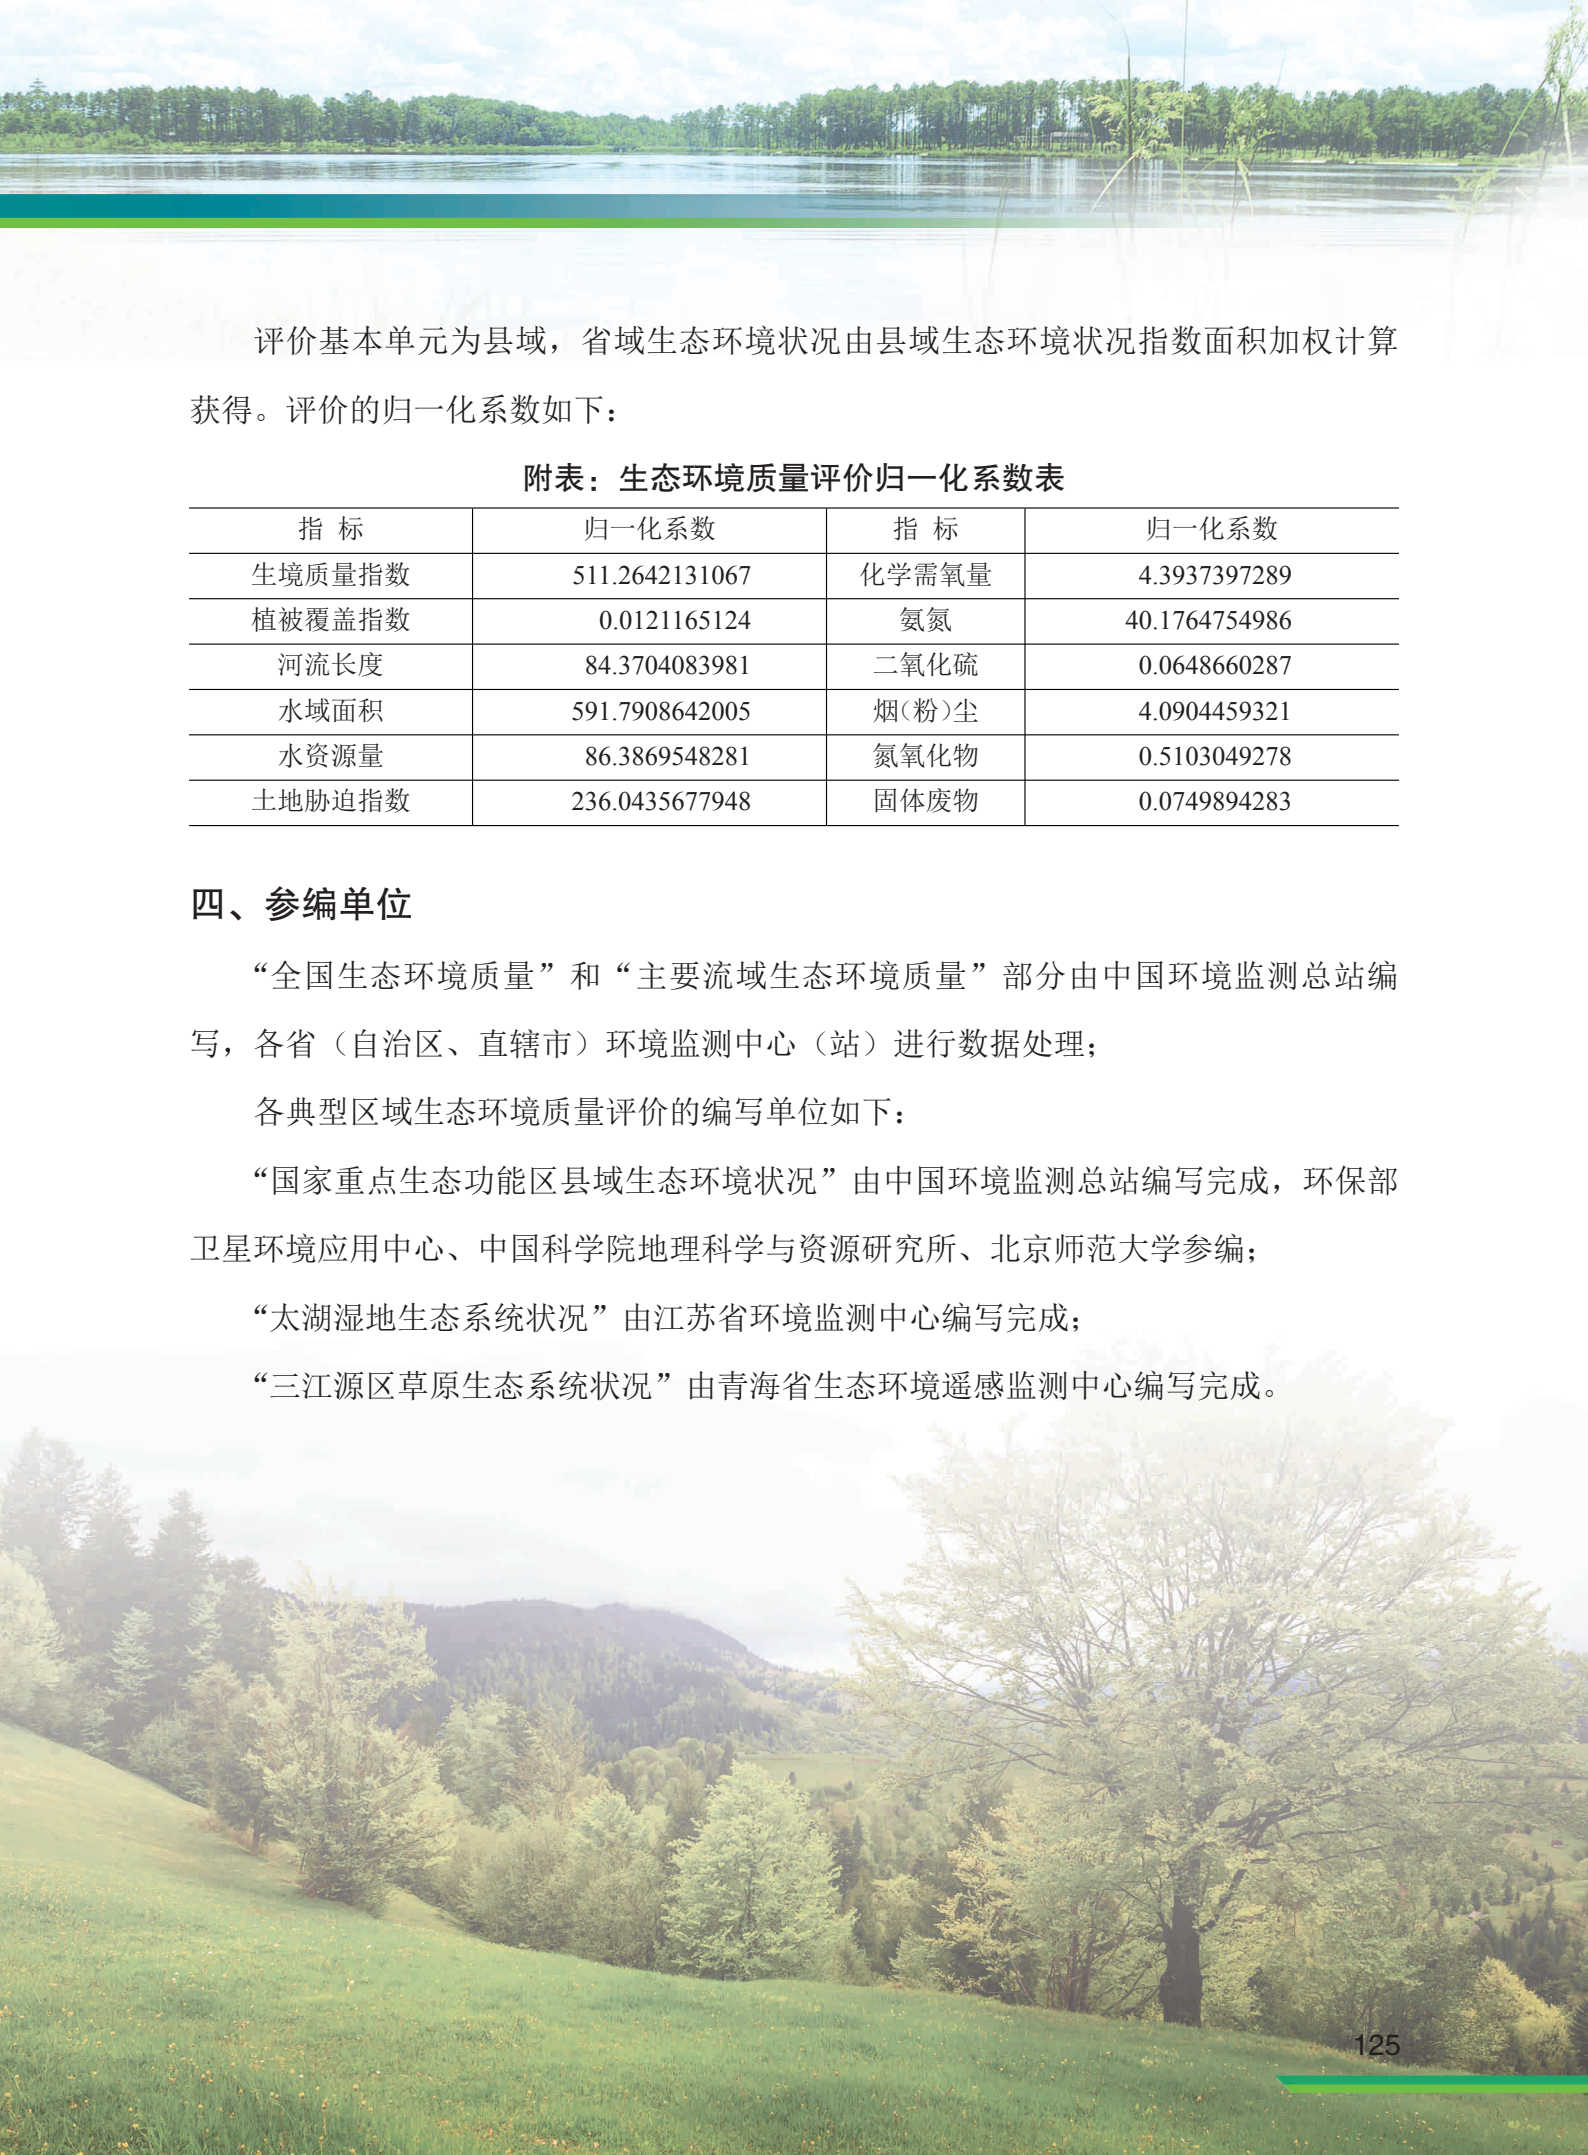 评价基本单元为县域，省域生态环境状况由县域生态环境状况指数面积加权计算
获得。评价的归一化系数如下：
附表：生态环境质量评价归一化系数表
指 标 归一化系数 指 标 归一化系数
生境质量指数 511.2642131067 化学需氧量 4.3937397289
植被覆盖指数 0.0121165124 氨氮 40.1764754986
河流长度 84.3704083981 二氧化硫 0.0648660287
水域面积 591.7908642005 烟（粉）尘 4.0904459321
水资源量 86.3869548281 氮氧化物 0.5103049278
土地胁迫指数 236.0435677948 固体废物 0.0749894283
四、参编单位
“全国生态环境质量”和“主要流域生态环境质量”部分由中国环境监测总站编
写，各省（自治区、直辖市）环境监测中心（站）进行数据处理；
各典型区域生态环境质量评价的编写单位如下：
“国家重点生态功能区县域生态环境状况”由中国环境监测总站编写完成，环保部
卫星环境应用中心、中国科学院地理科学与资源研究所、北京师范大学参编；
“太湖湿地生态系统状况”由江苏省环境监测中心编写完成；
“三江源区草原生态系统状况”由青海省生态环境遥感监测中心编写完成。
125